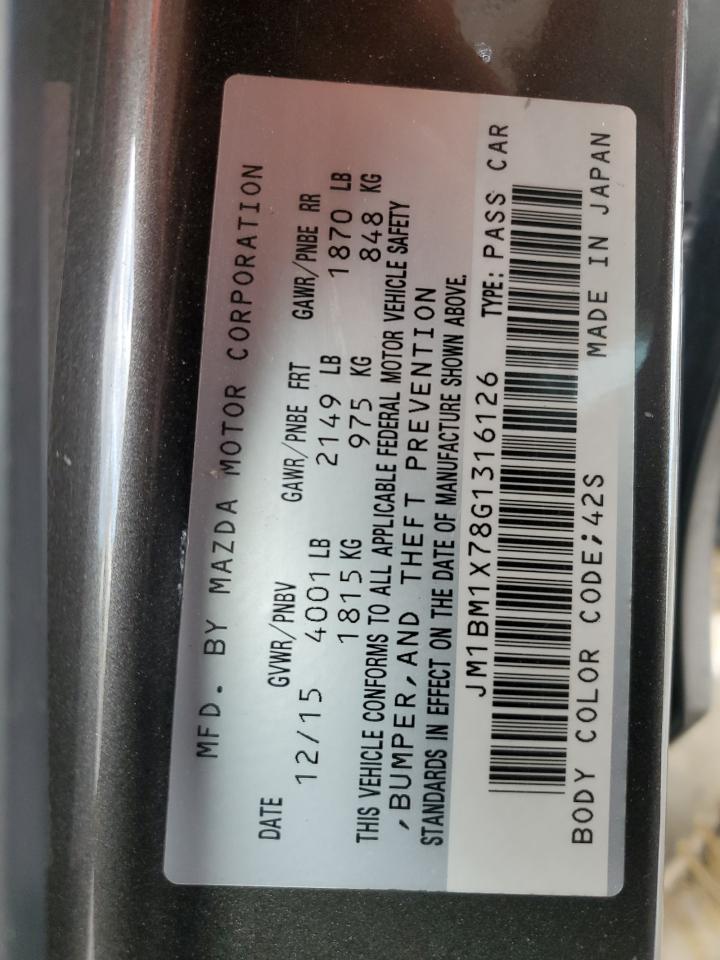 MFD. BY MAZDA MOTOR CORPORATION
DATE GVWR/PNBV GAWR/PNBE FRT GAWR/PNBE RR
12/15 4001 LB 2149 LB 1870 LB
1815 KG 975 KG 848 KG
THIS VEHICLE CONFORMS TO ALL APPLICABLE FEDERAL MOTOR VEHICLE SAFETY
,BUMPER,AND THEFT PREVENTION
STANDARDS IN EFFECT ON THE DATE OF MANUFACTURE SHOWN ABOVE.
JM1BM1X78G1316126 TYPE: PASS CAR
BODY COLOR CODE;42S MADE IN JAPAN